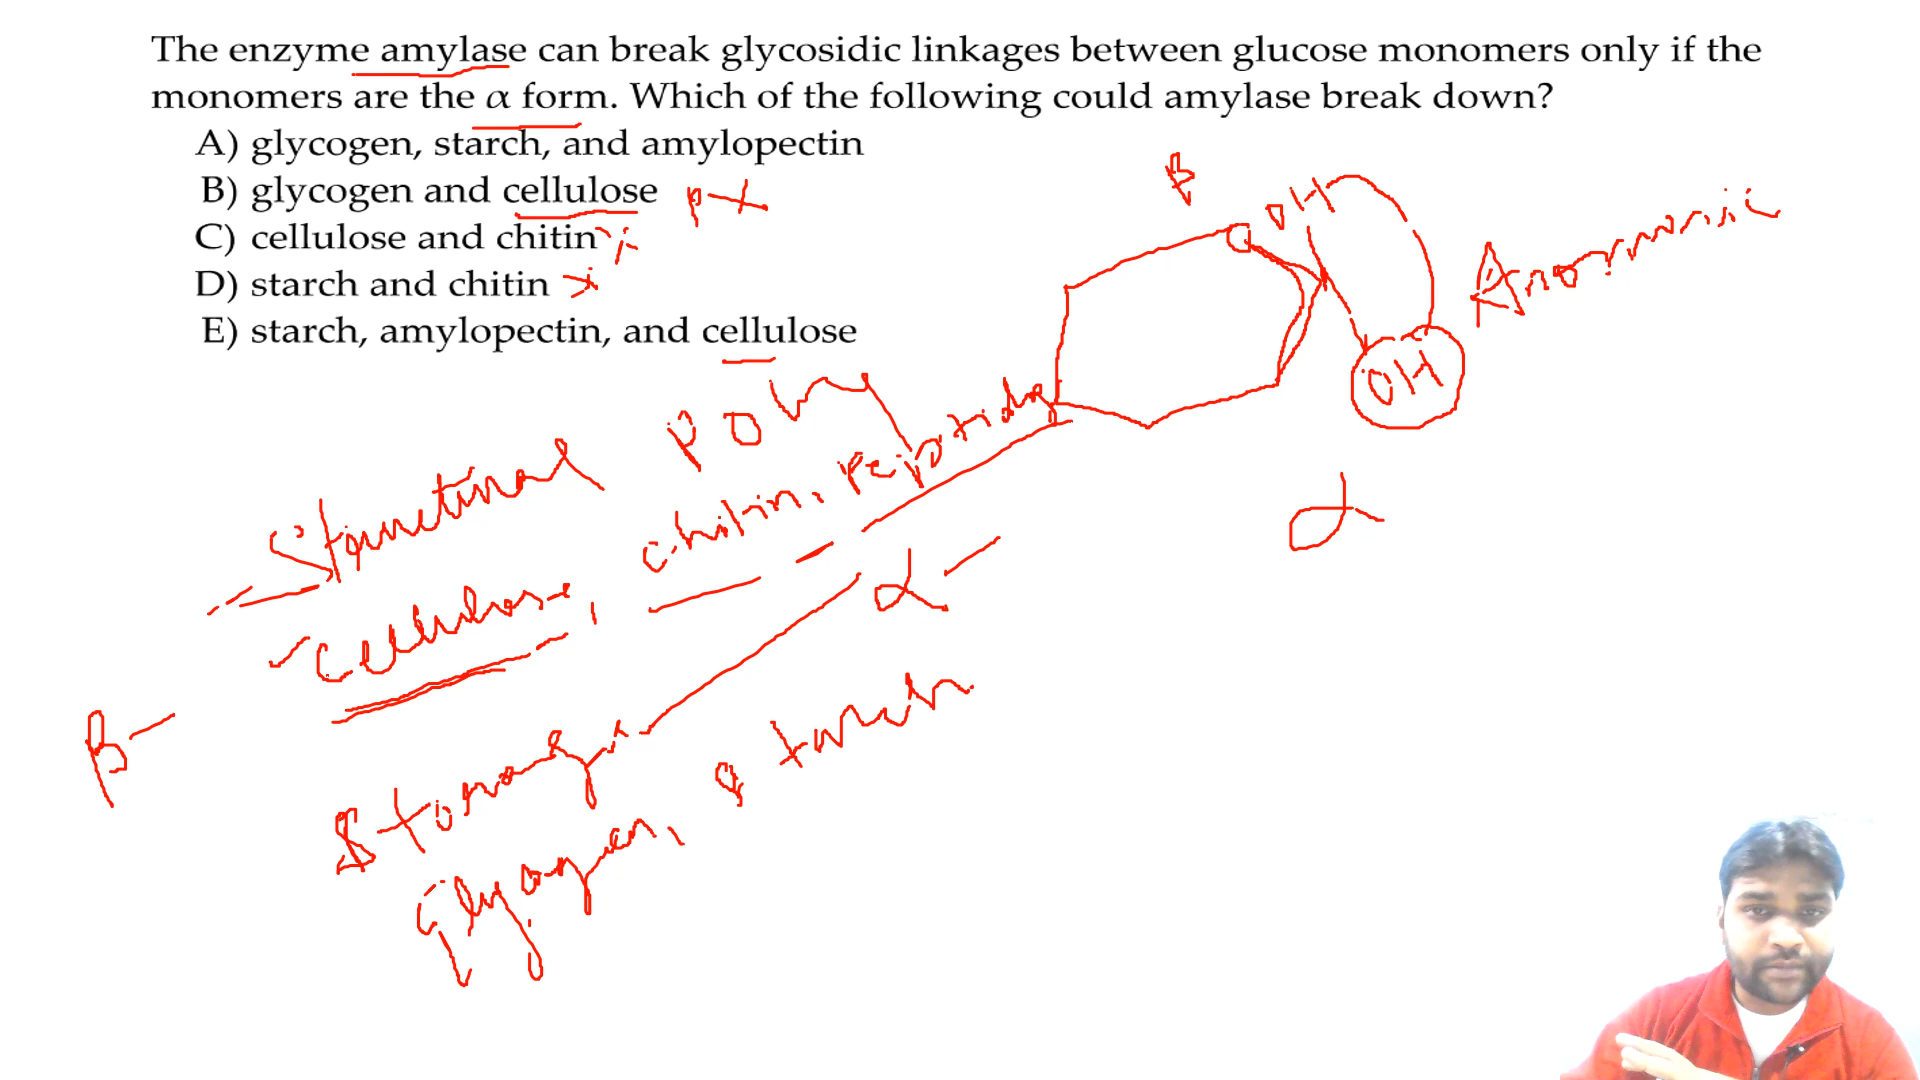 The enzyme amylase can break glycosidic linkages between glucose monomers only if the
monomers are the α form. Which of the following could amylase break down?
A) glycogen, starch, and amylopectin
B) glycogen and cellulose
C) cellulose and chitin
D) starch and chitin
E) starch, amylopectin, and cellulose
β
OH
OH
Anormoric
α
Structural Poly
Cellulose, chitin, Peptido
α-
β-
Storage
Glycogen, starch